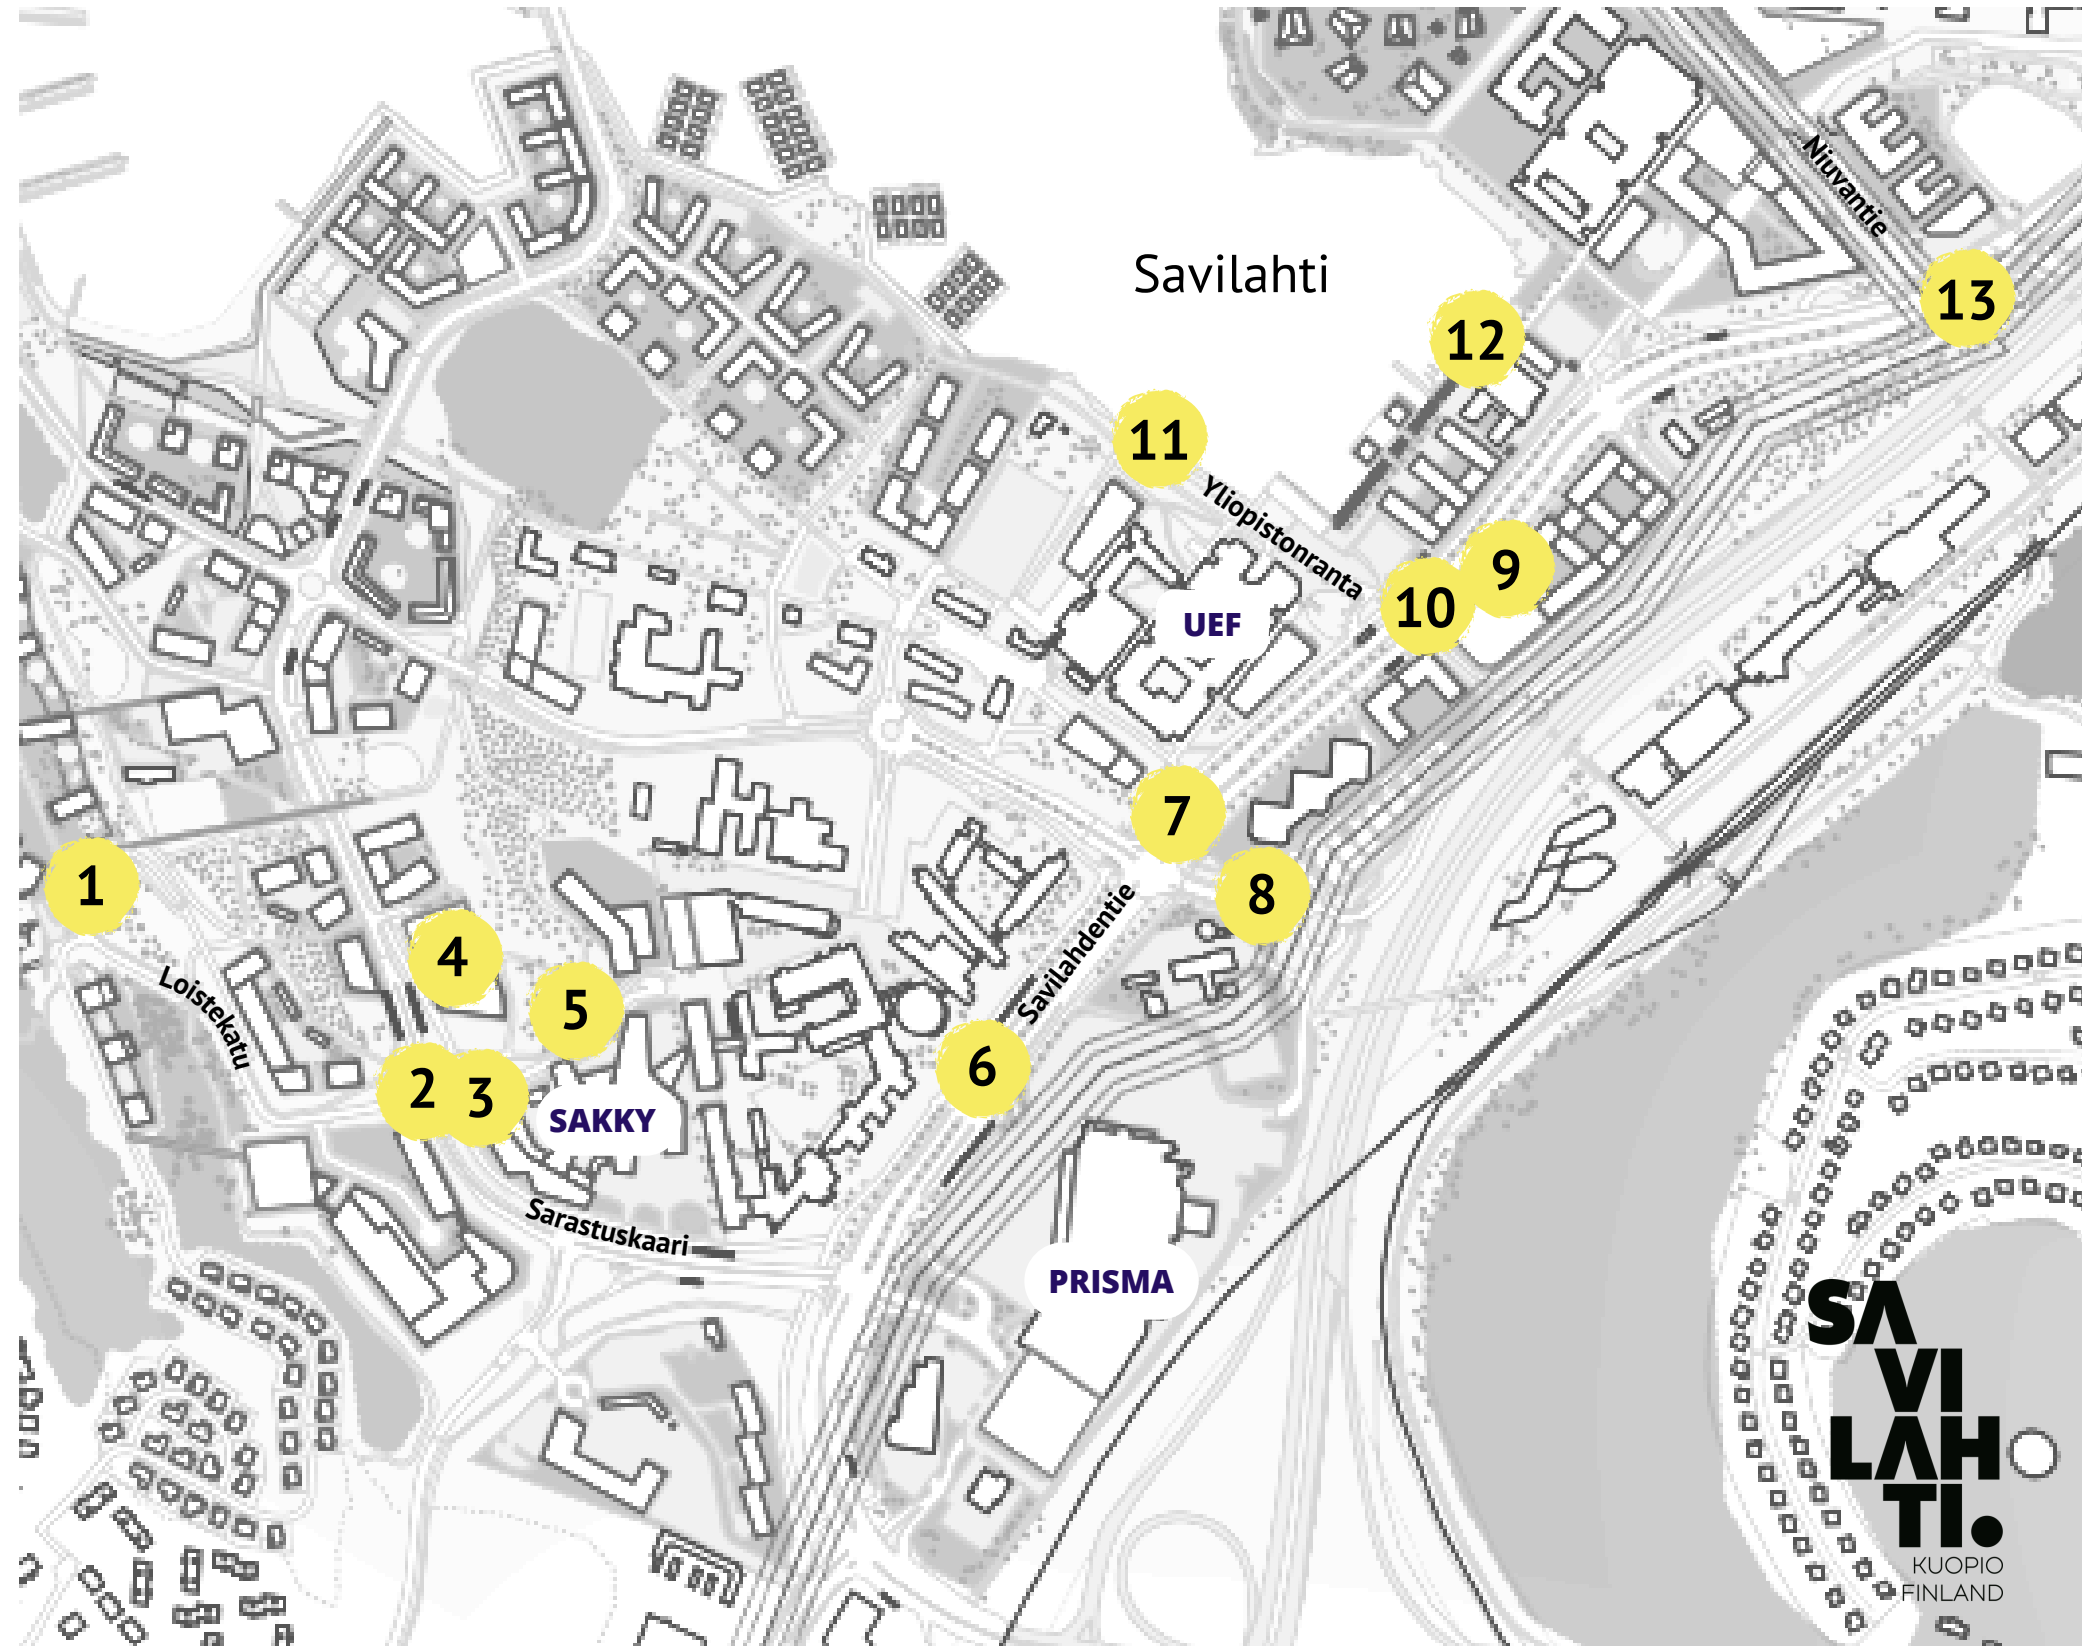 Niuvantie
Savilahti
13
12
11
Yliopistonranta
9
10
UEF
7
8
1
Savilahdentie
4
Loistekatu
5
6
2
3
SAKKY
Sarastuskaari
PRISMA
SA
VI
LAH
TI.
KUOPIO
FINLAND